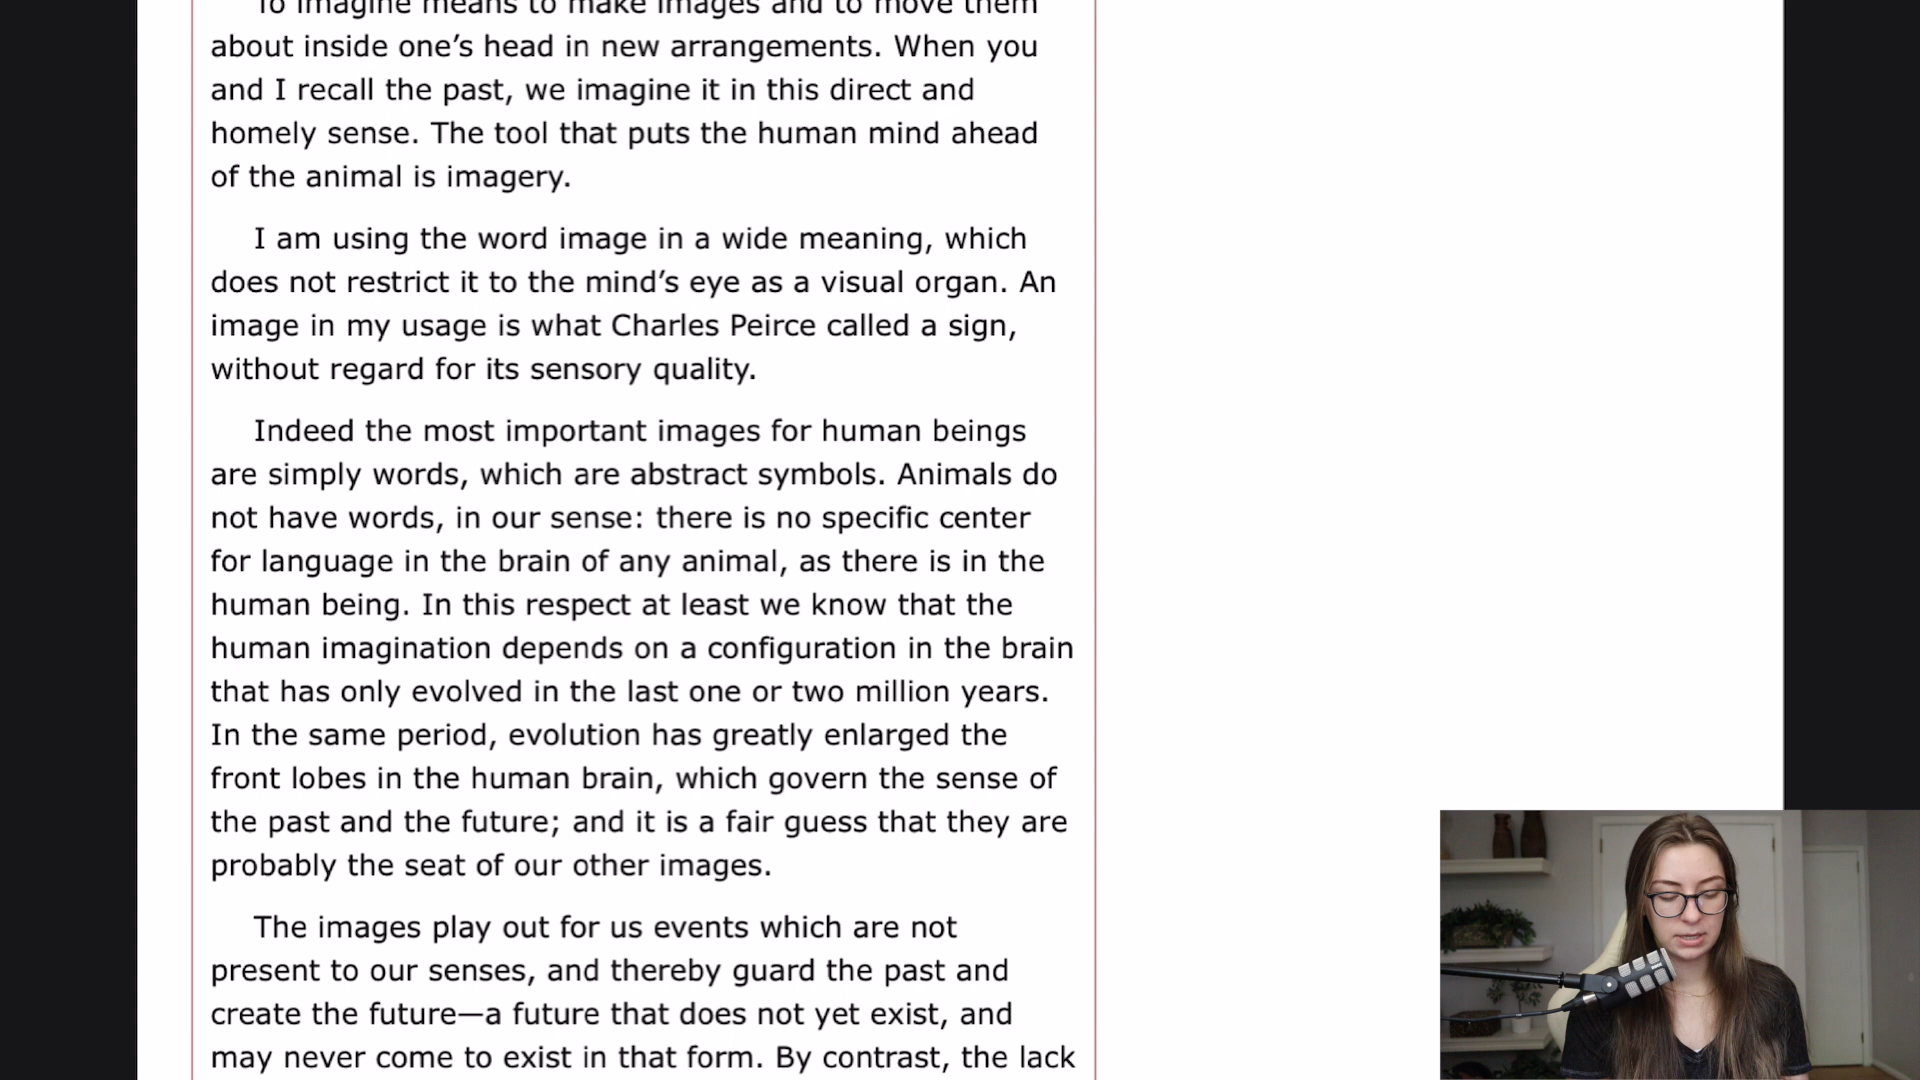 To imagine means to make images and to move them
about inside one's head in new arrangements. When you
and I recall the past, we imagine it in this direct and
homely sense. The tool that puts the human mind ahead
of the animal is imagery.
I am using the word image in a wide meaning, which
does not restrict it to the mind's eye as a visual organ. An
image in my usage is what Charles Peirce called a sign,
without regard for its sensory quality.
Indeed the most important images for human beings
are simply words, which are abstract symbols. Animals do
not have words, in our sense: there is no specific center
for language in the brain of any animal, as there is in the
human being. In this respect at least we know that the
human imagination depends on a configuration in the brain
that has only evolved in the last one or two million years.
In the same period, evolution has greatly enlarged the
front lobes in the human brain, which govern the sense of
the past and the future; and it is a fair guess that they are
probably the seat of our other images.
The images play out for us events which are not
present to our senses, and thereby guard the past and
create the future—a future that does not yet exist, and
may never come to exist in that form. By contrast, the lack